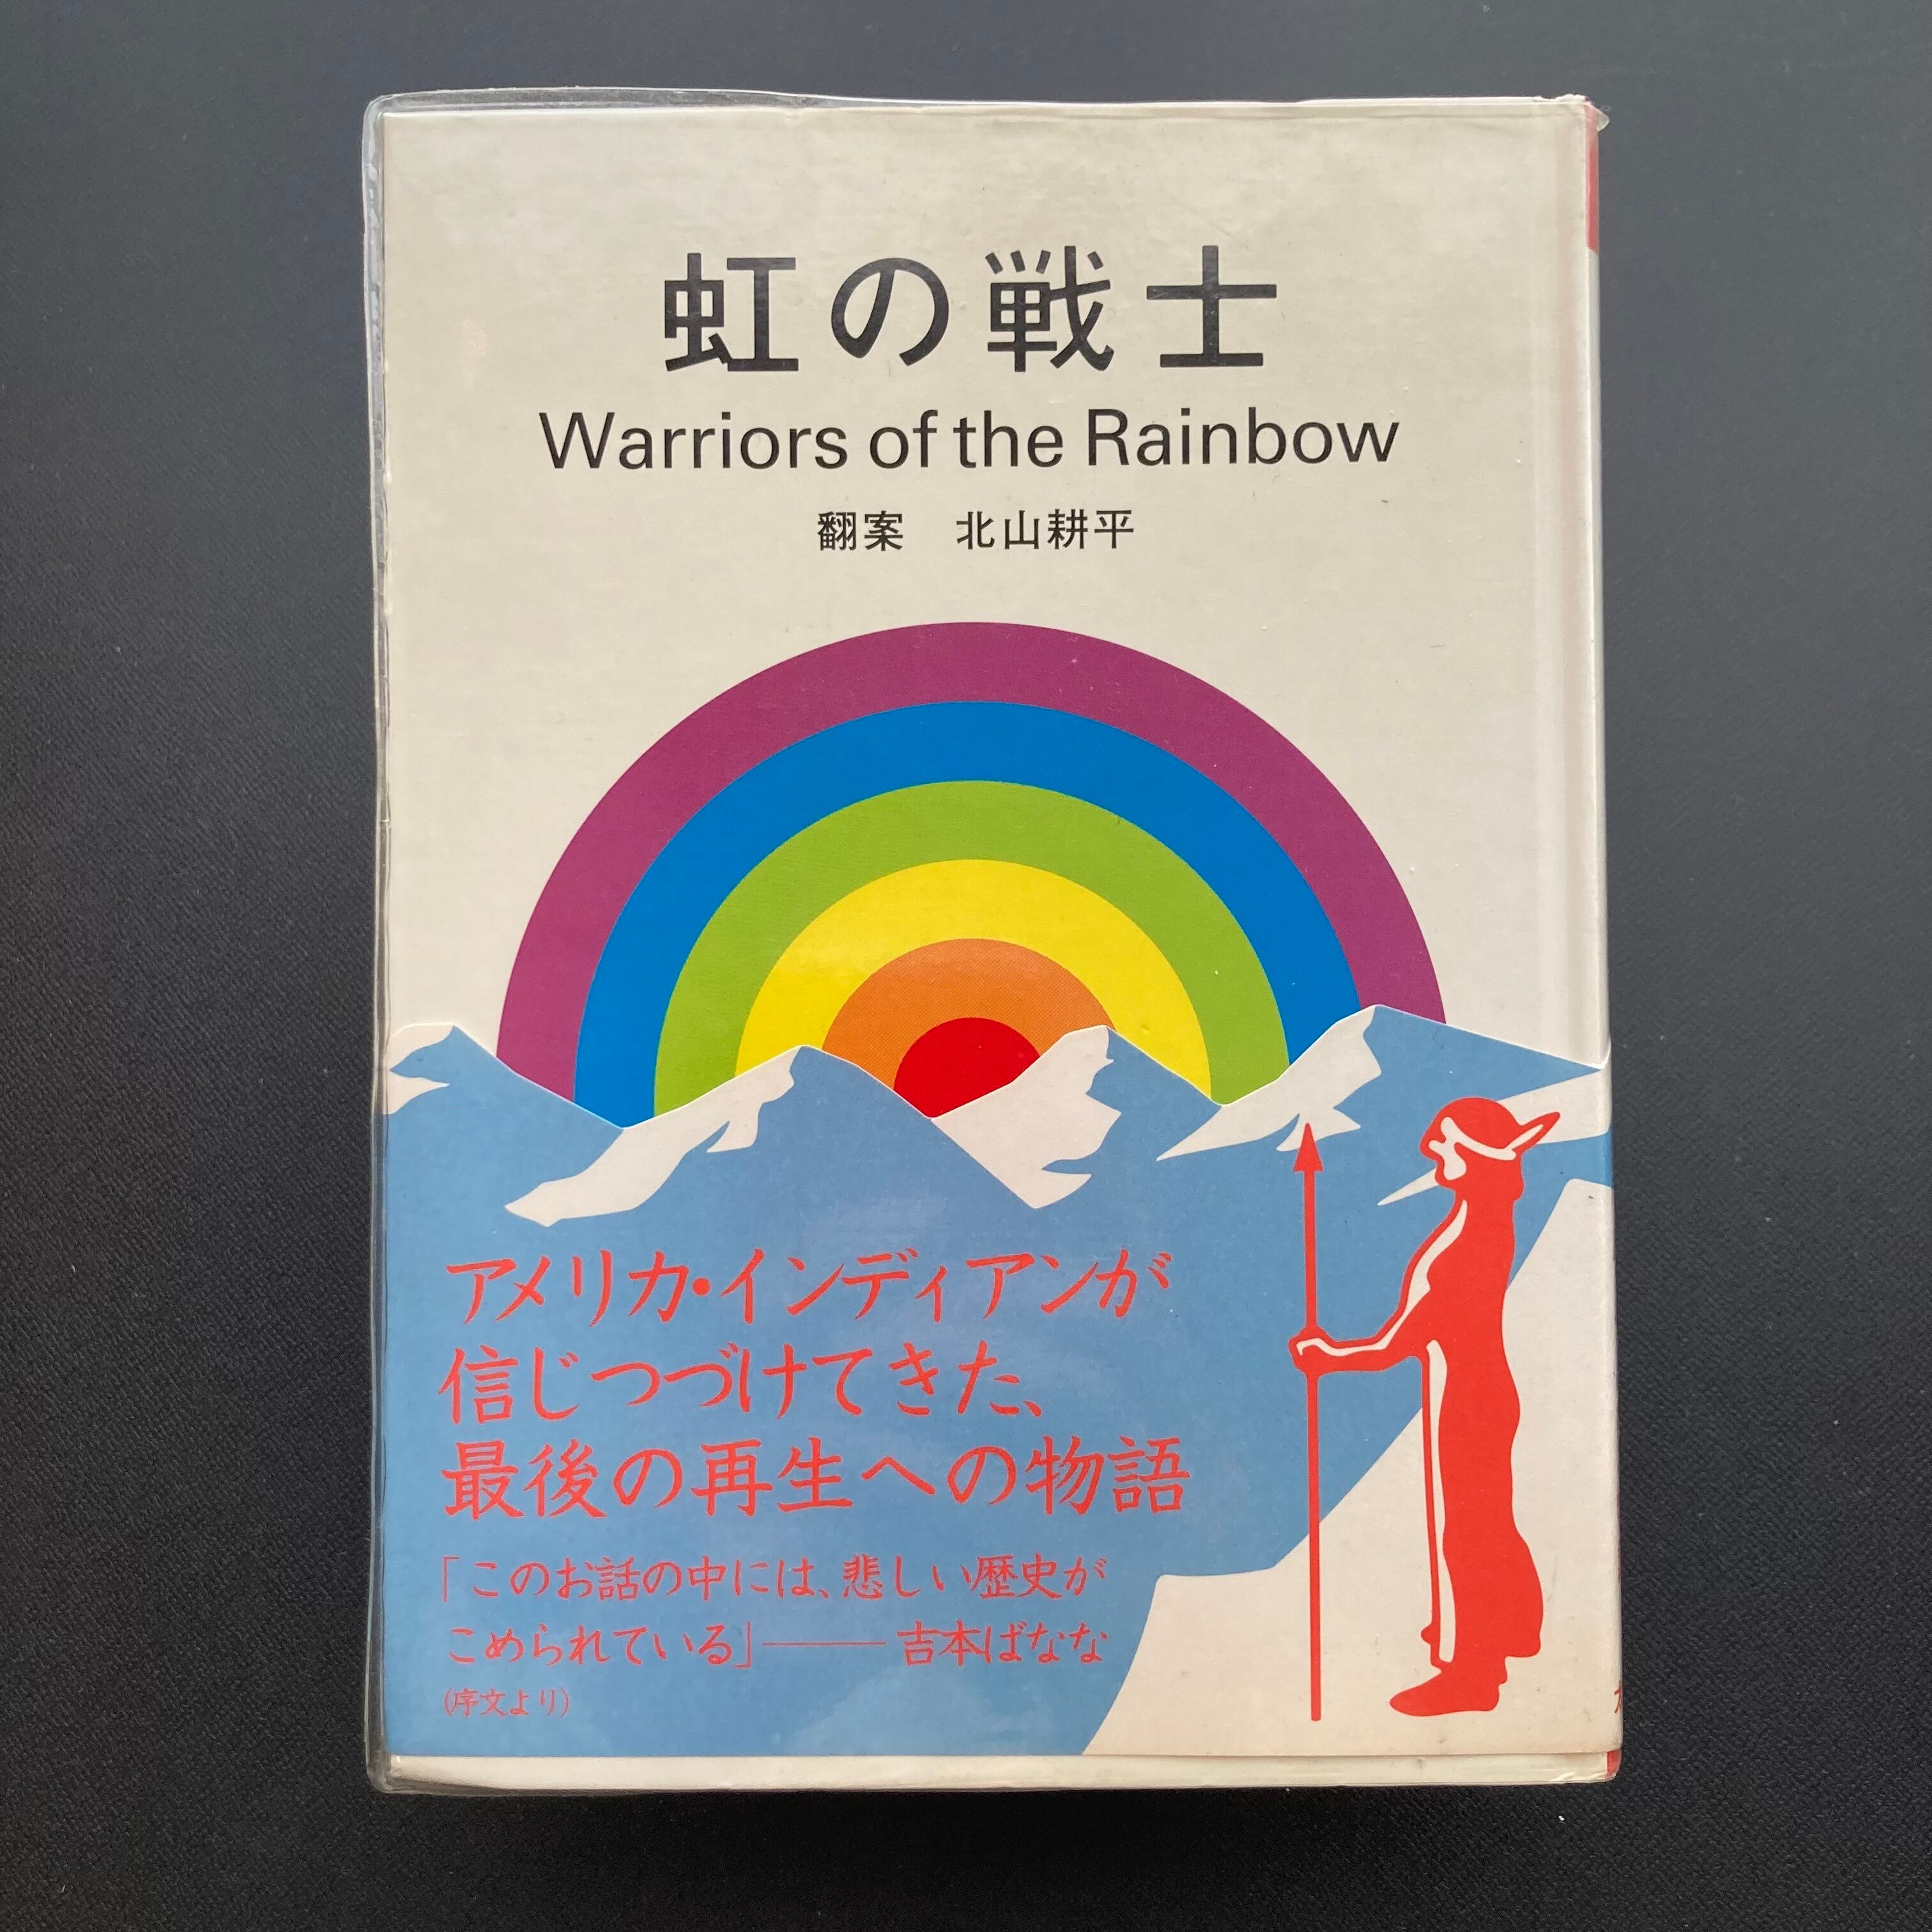 虹の戦士
Warriors of the Rainbow
翻案　北山耕平
アメリカ・インディアンが
信じつづけてきた、
最後の再生への物語
「このお話の中には、悲しい歴史が
こめられている」――吉本ばなな
(序文より)